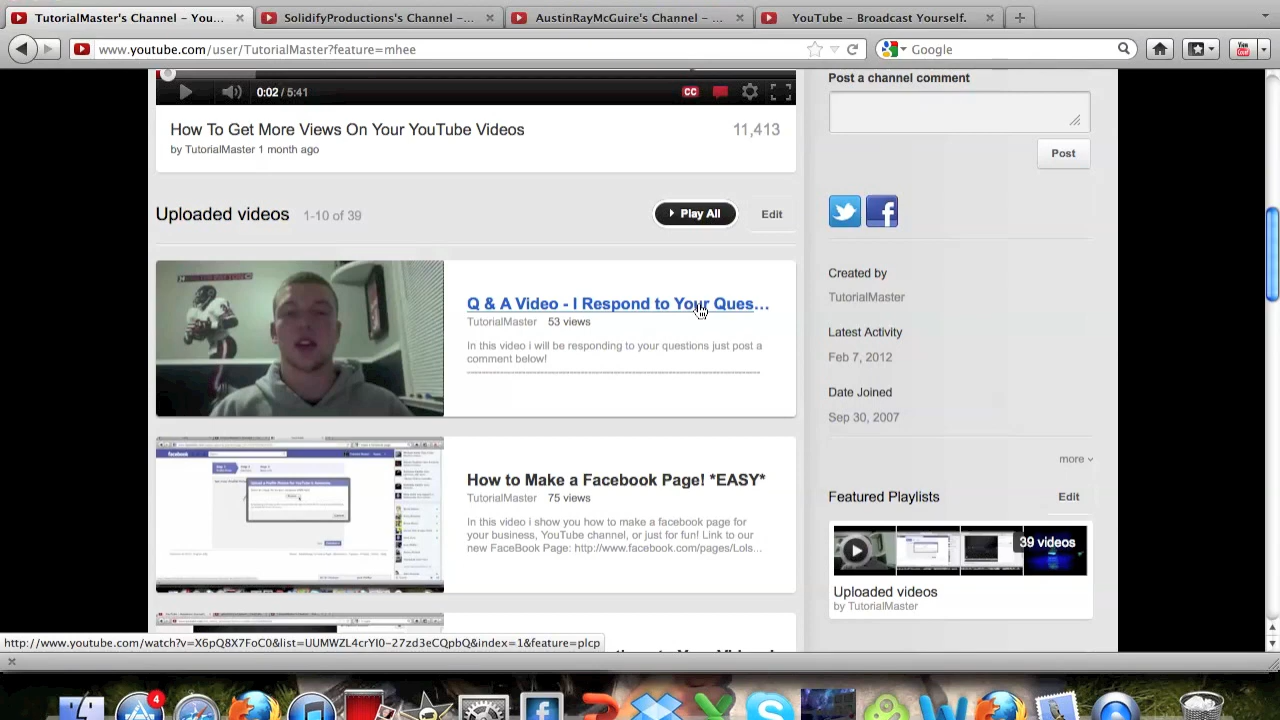 TutorialMaster's Channel - You...
SolidifyProductions's Channel -...
AustinRayMcGuire's Channel - ...
YouTube - Broadcast Yourself.
www.youtube.com/user/TutorialMaster?feature=mhee
Google
0:02 / 5:41
CC
How To Get More Views On Your YouTube Videos
11,413
by TutorialMaster 1 month ago
Post a channel comment
Post
Uploaded videos 1-10 of 39
Play All
Edit
Q & A Video - I Respond to Your Ques...
TutorialMaster 53 views
In this video i will be responding to your questions just post a
comment below!
Created by
TutorialMaster
Latest Activity
Feb 7, 2012
Date Joined
Sep 30, 2007
more
How to Make a Facebook Page! *EASY*
TutorialMaster 75 views
In this video i show you how to make a facebook page for
your business, YouTube channel, or just for fun! Link to our
new FaceBook Page: http://www.facebook.com/pages/Lols...
Featured Playlists
Edit
39 videos
Uploaded videos
by TutorialMaster
http://www.youtube.com/watch?v=X6pQ8X7FoC0&list=UUMWZL4crYI0-27zd3eCQpbQ&index=1&feature=plcp
4